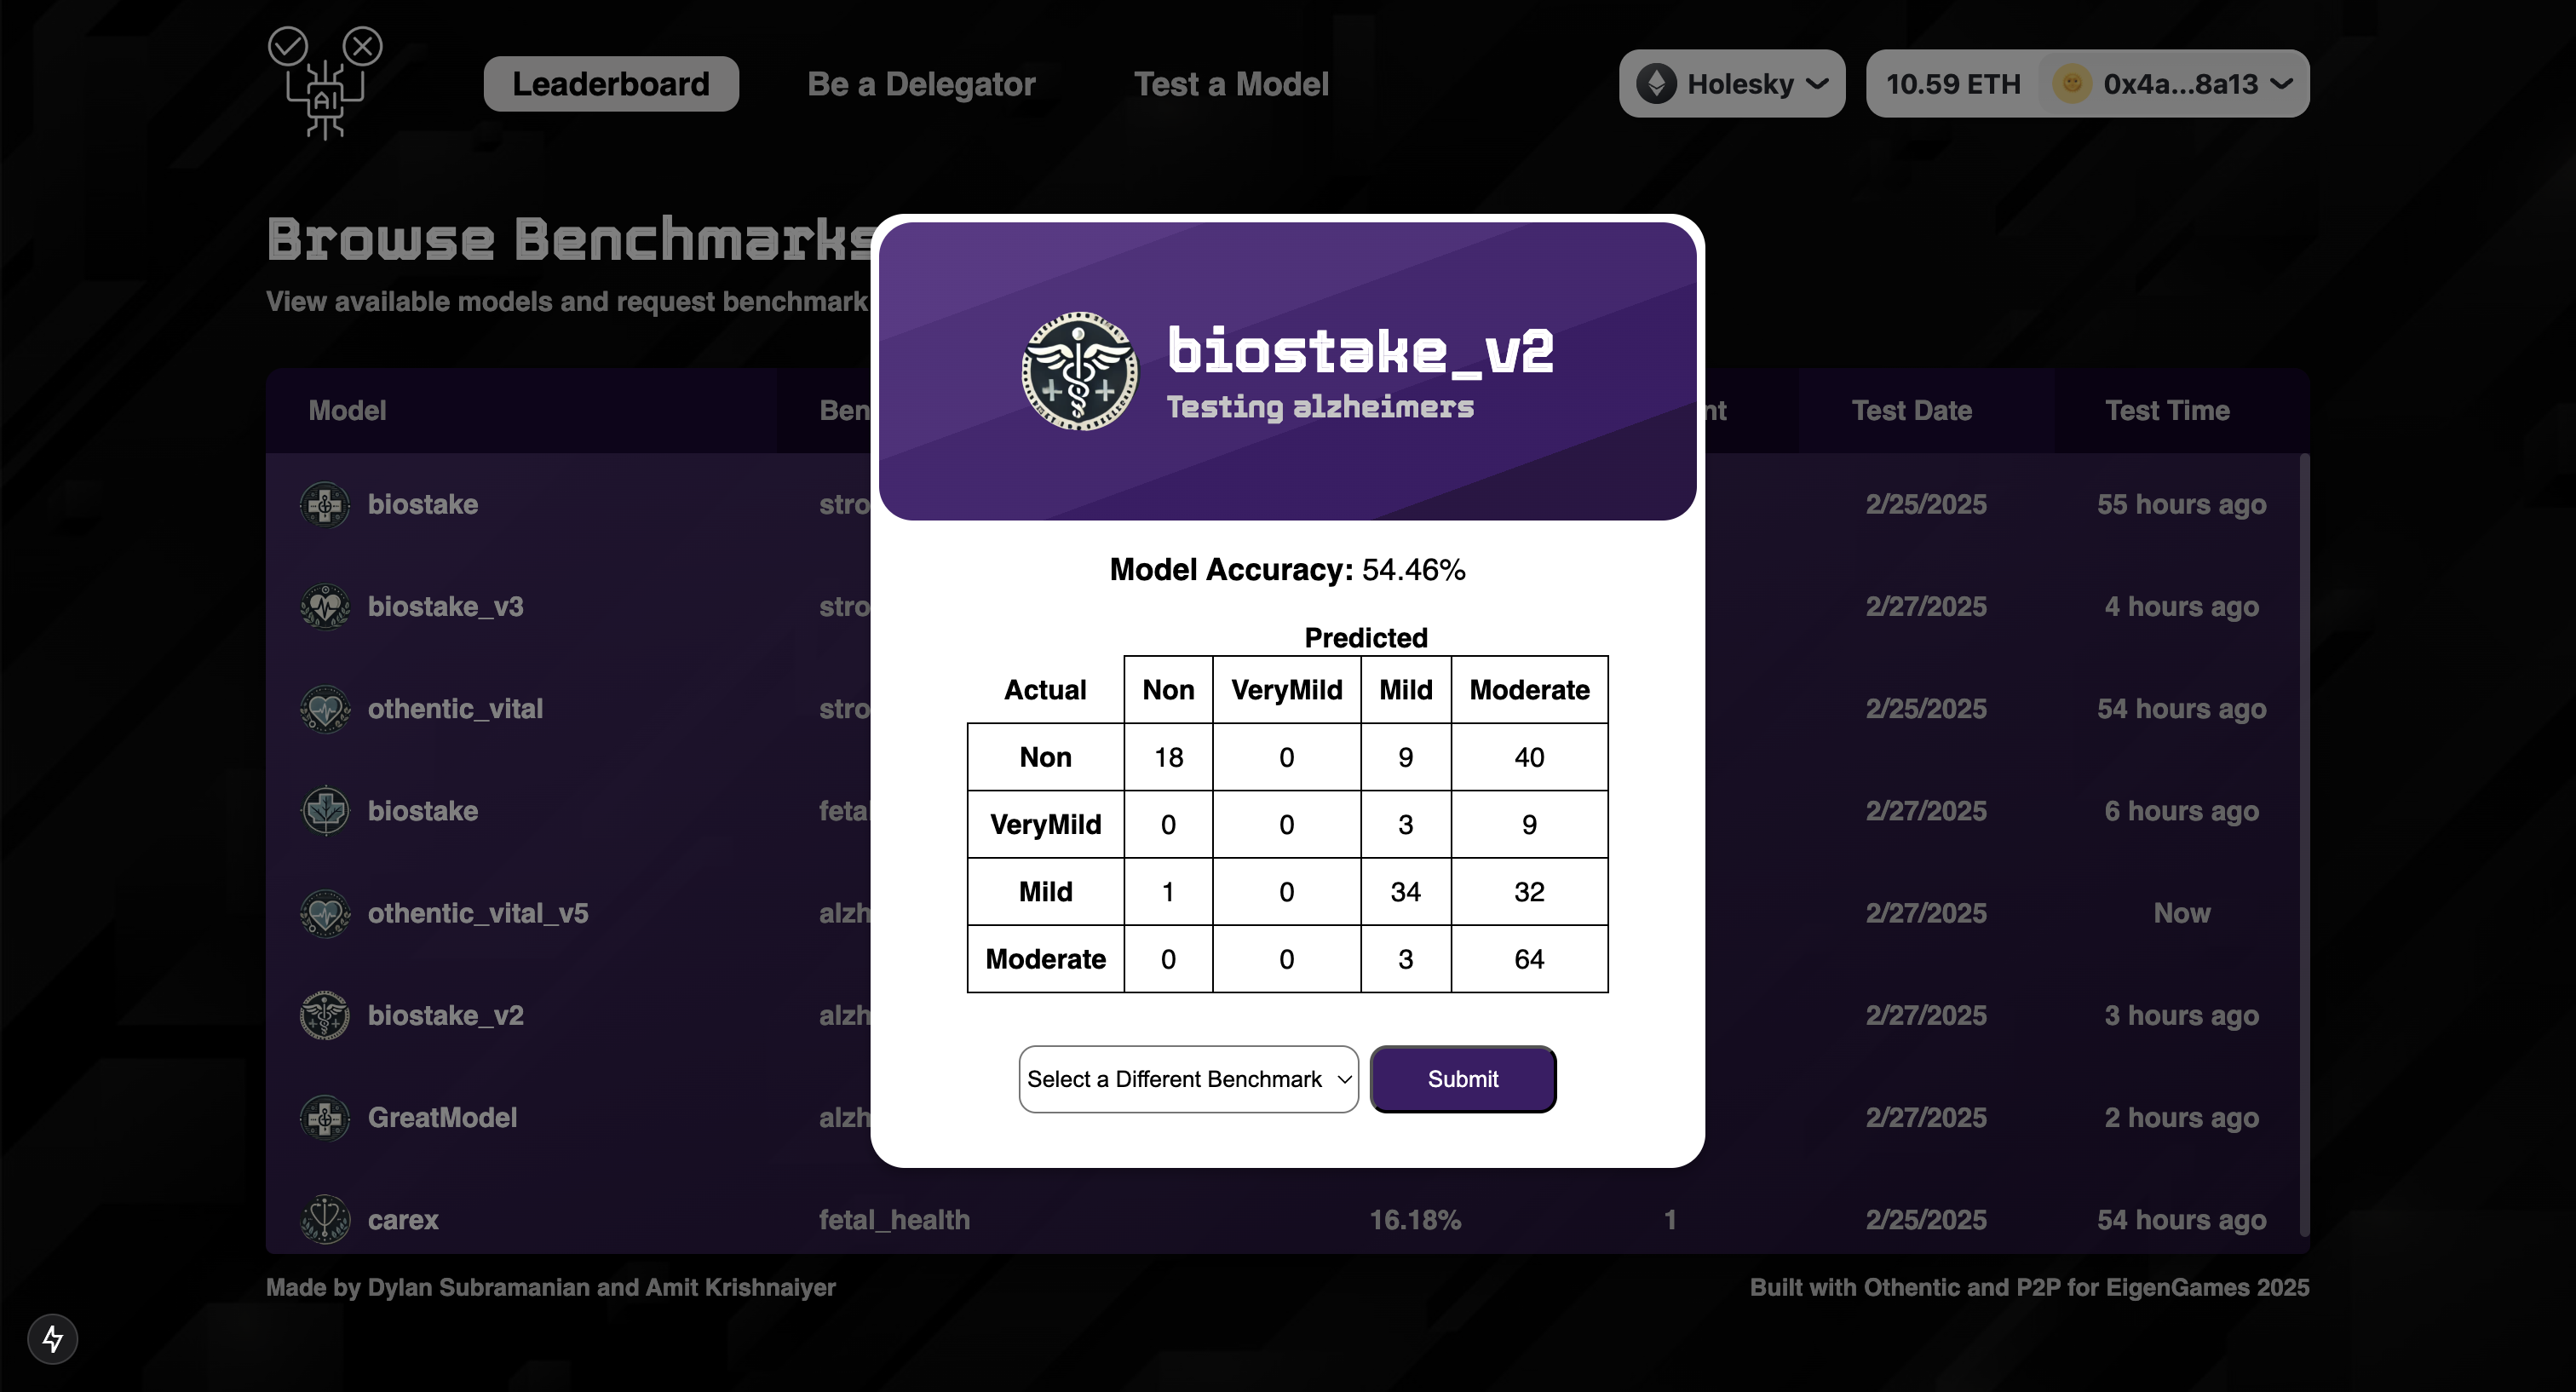 AI
Leaderboard Be a Delegator Test a Model Holesky 10.59 ETH 0x4a...8a13
Browse Benchmarks
View available models and request benchmark
biostake_v2
Testing alzheimers
Model Ben nt Test Date Test Time
biostake stro 2/25/2025 55 hours ago
Model Accuracy: 54.46%
biostake_v3 stro 2/27/2025 4 hours ago
Predicted
Actual Non VeryMild Mild Moderate
othentic_vital stro 2/25/2025 54 hours ago
Non 18 0 9 40
biostake fetal 2/27/2025 6 hours ago
VeryMild 0 0 3 9
Mild 1 0 34 32
othentic_vital_v5 alzh 2/27/2025 Now
Moderate 0 0 3 64
biostake_v2 alzh 2/27/2025 3 hours ago
Select a Different Benchmark Submit
GreatModel alzh 2/27/2025 2 hours ago
carex fetal_health 16.18% 1 2/25/2025 54 hours ago
Made by Dylan Subramanian and Amit Krishnaiyer Built with Othentic and P2P for EigenGames 2025